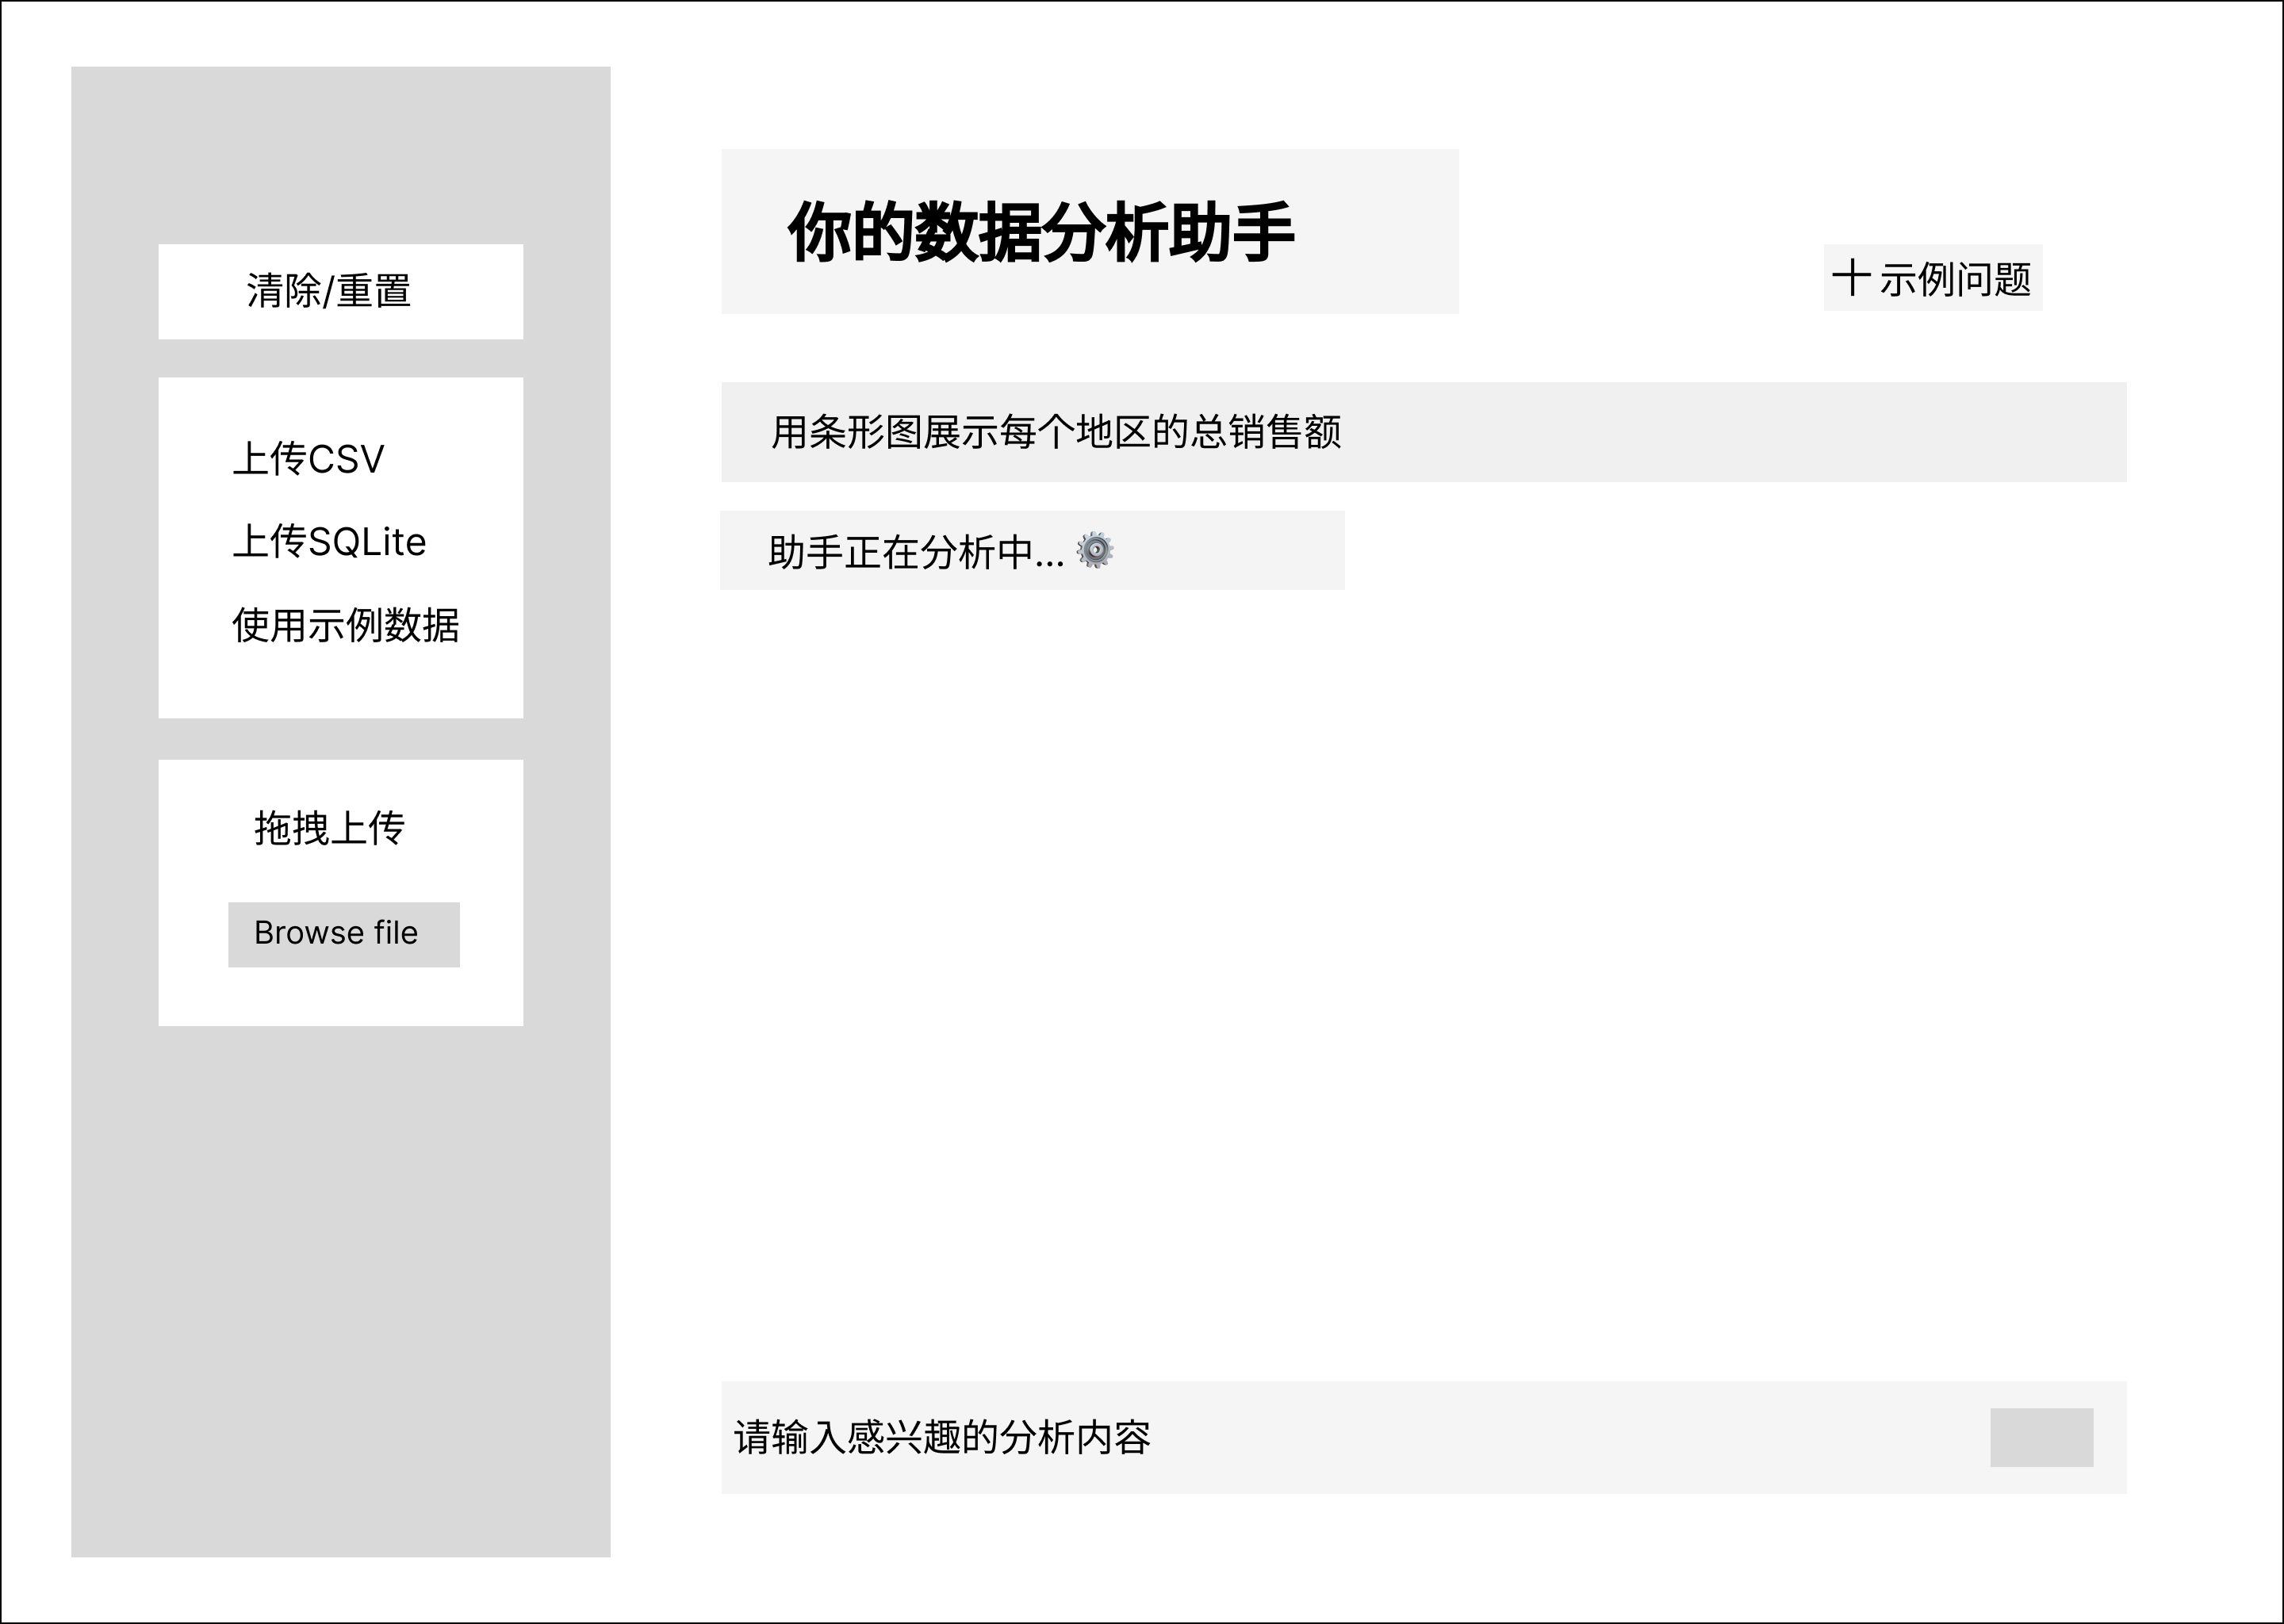 清除/重置
上传CSV
上传SQLite
使用示例数据
拖拽上传
Browse file
你的数据分析助手
十 示例问题
用条形图展示每个地区的总销售额
助手正在分析中... ⚙️
请输入感兴趣的分析内容